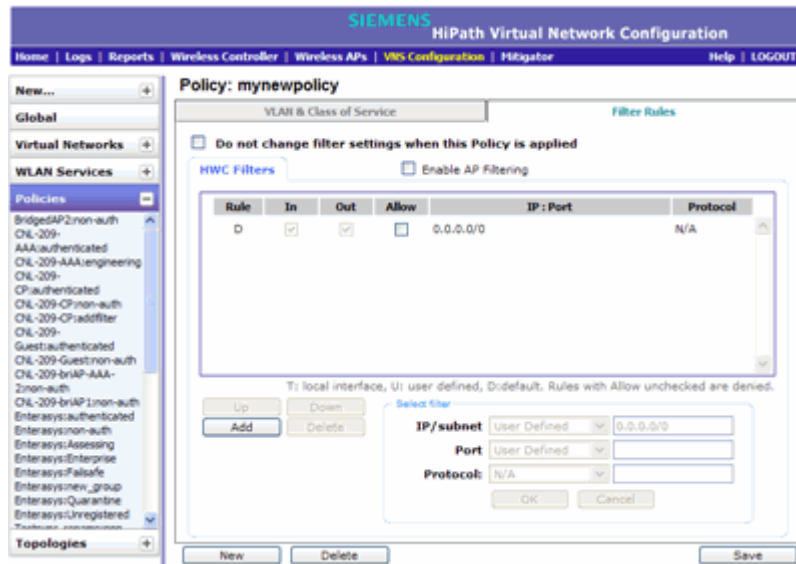 SIEMENS
HiPath Virtual Network Configuration
Home | Logs | Reports | Wireless Controller | Wireless APs | VNS Configuration | Mitigator
Help | LOGOUT
New...
Global
Virtual Networks
WLAN Services
Policies
BridgedAP2:non-auth
CNL-209-
AAA:authenticated
CNL-209-AAA:engineering
CNL-209-
CP:authenticated
CNL-209-CP:non-auth
CNL-209-CP:addfilter
CNL-209-
Guest:authenticated
CNL-209-Guest:non-auth
CNL-209-briAP-AAA-
2:non-auth
CNL-209-briAP1:non-auth
Enterasys:authenticated
Enterasys:non-auth
Enterasys:Assessing
Enterasys:Enterprise
Enterasys:Failsafe
Enterasys:new_group
Enterasys:Quarantine
Enterasys:Unregistered
Topologies
Policy: mynewpolicy
VLAN & Class of Service
Filter Rules
Do not change filter settings when this Policy is applied
HWC Filters
Enable AP Filtering
Rule In Out Allow IP : Port Protocol
D 0.0.0.0/0 N/A
T: local interface, U: user defined, D:default. Rules with Allow unchecked are denied.
Up Down
Add Delete
Select filter
IP/subnet User Defined 0.0.0.0/0
Port User Defined
Protocol: N/A
OK Cancel
New Delete Save